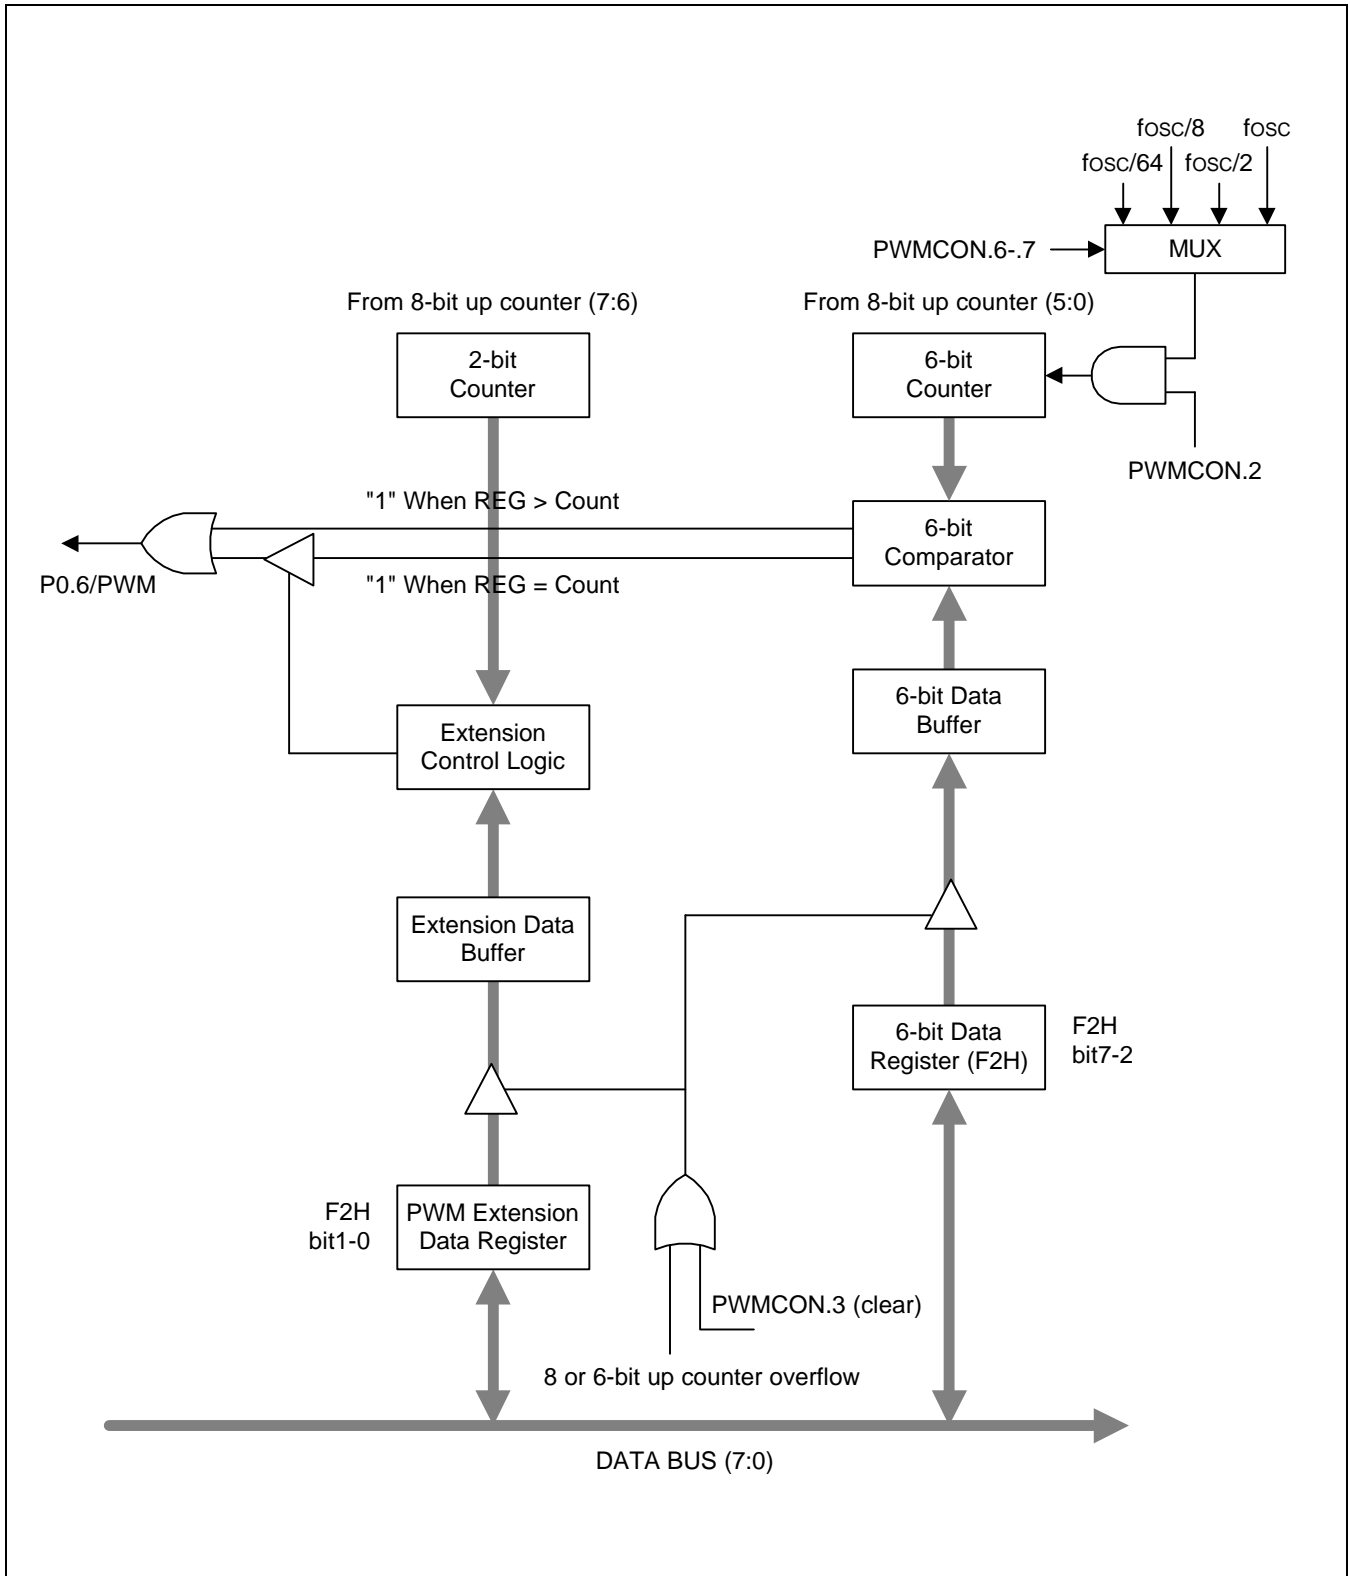 fOSC/8 fOSC
fOSC/64 fOSC/2
PWMCON.6-.7
MUX
From 8-bit up counter (7:6)
From 8-bit up counter (5:0)
2-bit
Counter
6-bit
Counter
PWMCON.2
"1" When REG > Count
6-bit
Comparator
P0.6/PWM
"1" When REG = Count
6-bit Data
Buffer
Extension
Control Logic
Extension Data
Buffer
6-bit Data
Register (F2H)
F2H
bit7-2
F2H
bit1-0
PWM Extension
Data Register
PWMCON.3 (clear)
8 or 6-bit up counter overflow
DATA BUS (7:0)